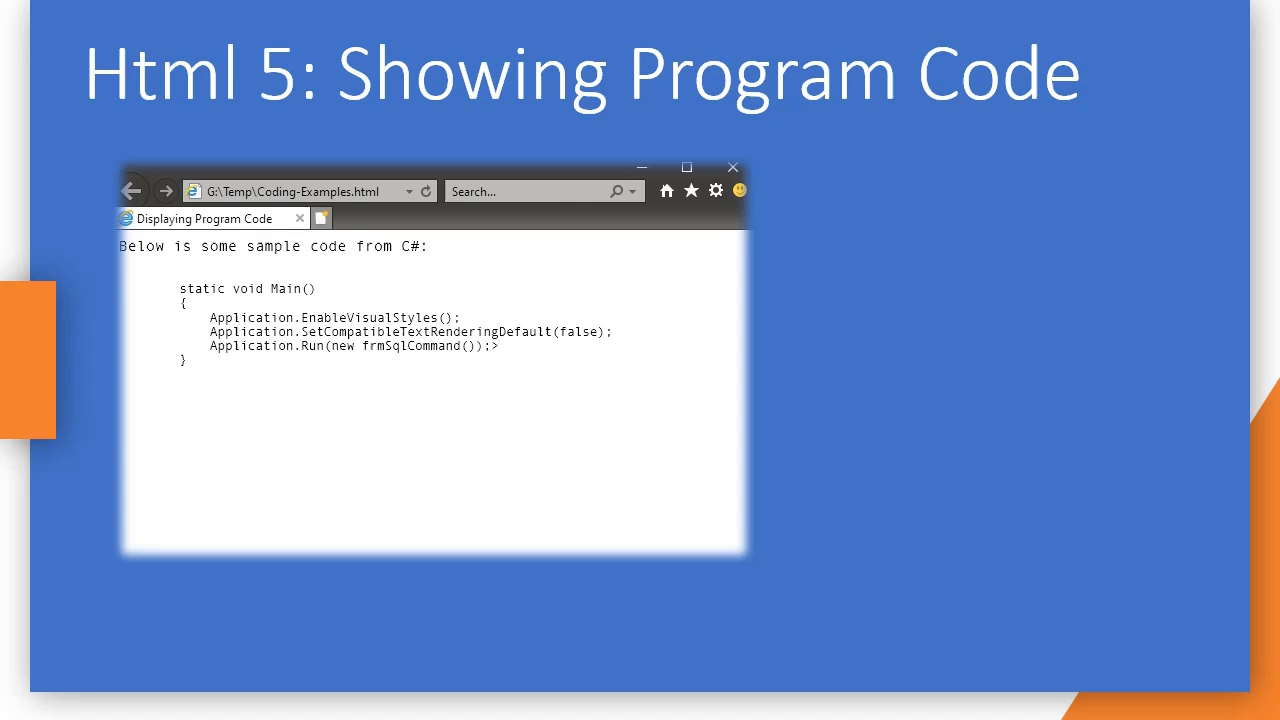 Html 5: Showing Program Code
G:\Temp\Coding-Examples.html
Search...
Displaying Program Code
Below is some sample code from C#:
static void Main()
{
Application.EnableVisualStyles();
Application.SetCompatibleTextRenderingDefault(false);
Application.Run(new frmSqlCommand());>
}